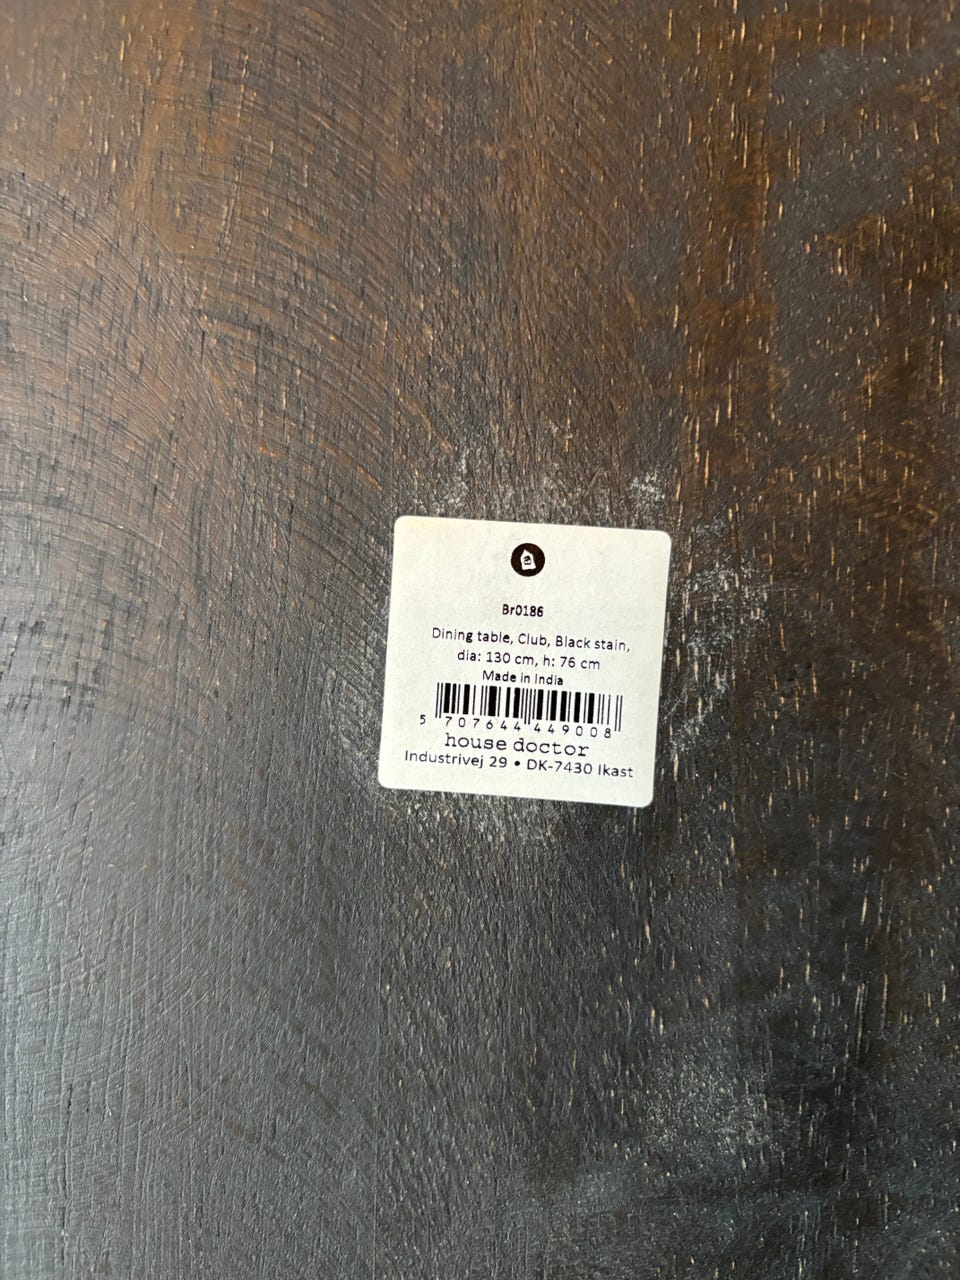 Br0186
Dining table, Club, Black stain,
dia: 130 cm, h: 76 cm
Made in India
5 707644 449008
house doctor
Industrivej 29 • DK-7430 Ikast